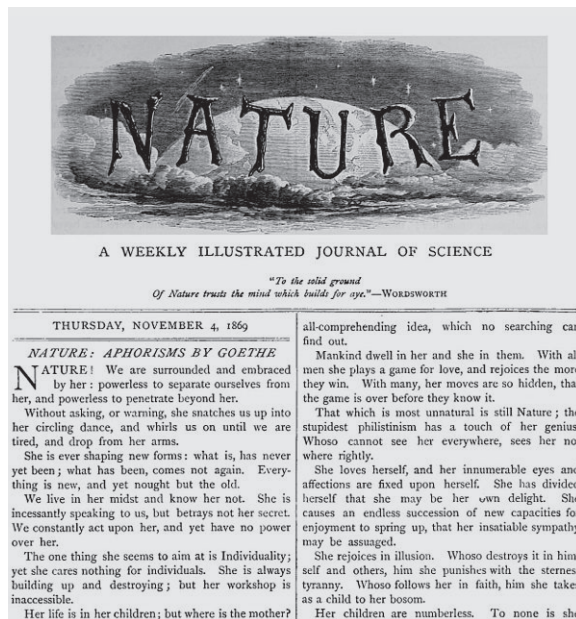 NATURE
A WEEKLY ILLUSTRATED JOURNAL OF SCIENCE
"To the solid ground
Of Nature trusts the mind which builds for aye."—WORDSWORTH
THURSDAY, NOVEMBER 4, 1869
NATURE: APHORISMS BY GOETHE
NATURE! We are surrounded and embraced
by her: powerless to separate ourselves from
her, and powerless to penetrate beyond her.
Without asking, or warning, she snatches us up into
her circling dance, and whirls us on until we are
tired, and drop from her arms.
She is ever shaping new forms: what is, has never
yet been; what has been, comes not again. Every-
thing is new, and yet nought but the old.
We live in her midst and know her not. She is
incessantly speaking to us, but betrays not her secret.
We constantly act upon her, and yet have no power
over her.
The one thing she seems to aim at is Individuality;
yet she cares nothing for individuals. She is always
building up and destroying; but her workshop is
inaccessible.
Her life is in her children; but where is the mother?
all-comprehending idea, which no searching can
find out.
Mankind dwell in her and she in them. With al
men she plays a game for love, and rejoices the more
they win. With many, her moves are so hidden, tha
the game is over before they know it.
That which is most unnatural is still Nature; the
stupidest philistinism has a touch of her genius
Whoso cannot see her everywhere, sees her no
where rightly.
She loves herself, and her innumerable eyes and
affections are fixed upon herself. She has divided
herself that she may be her own delight. She
causes an endless succession of new capacities for
enjoyment to spring up, that her insatiable sympathy
may be assuaged.
She rejoices in illusion. Whoso destroys it in him
self and others, him she punishes with the sternes
tyranny. Whoso follows her in faith, him she takes
as a child to her bosom.
Her children are numberless. To none is she